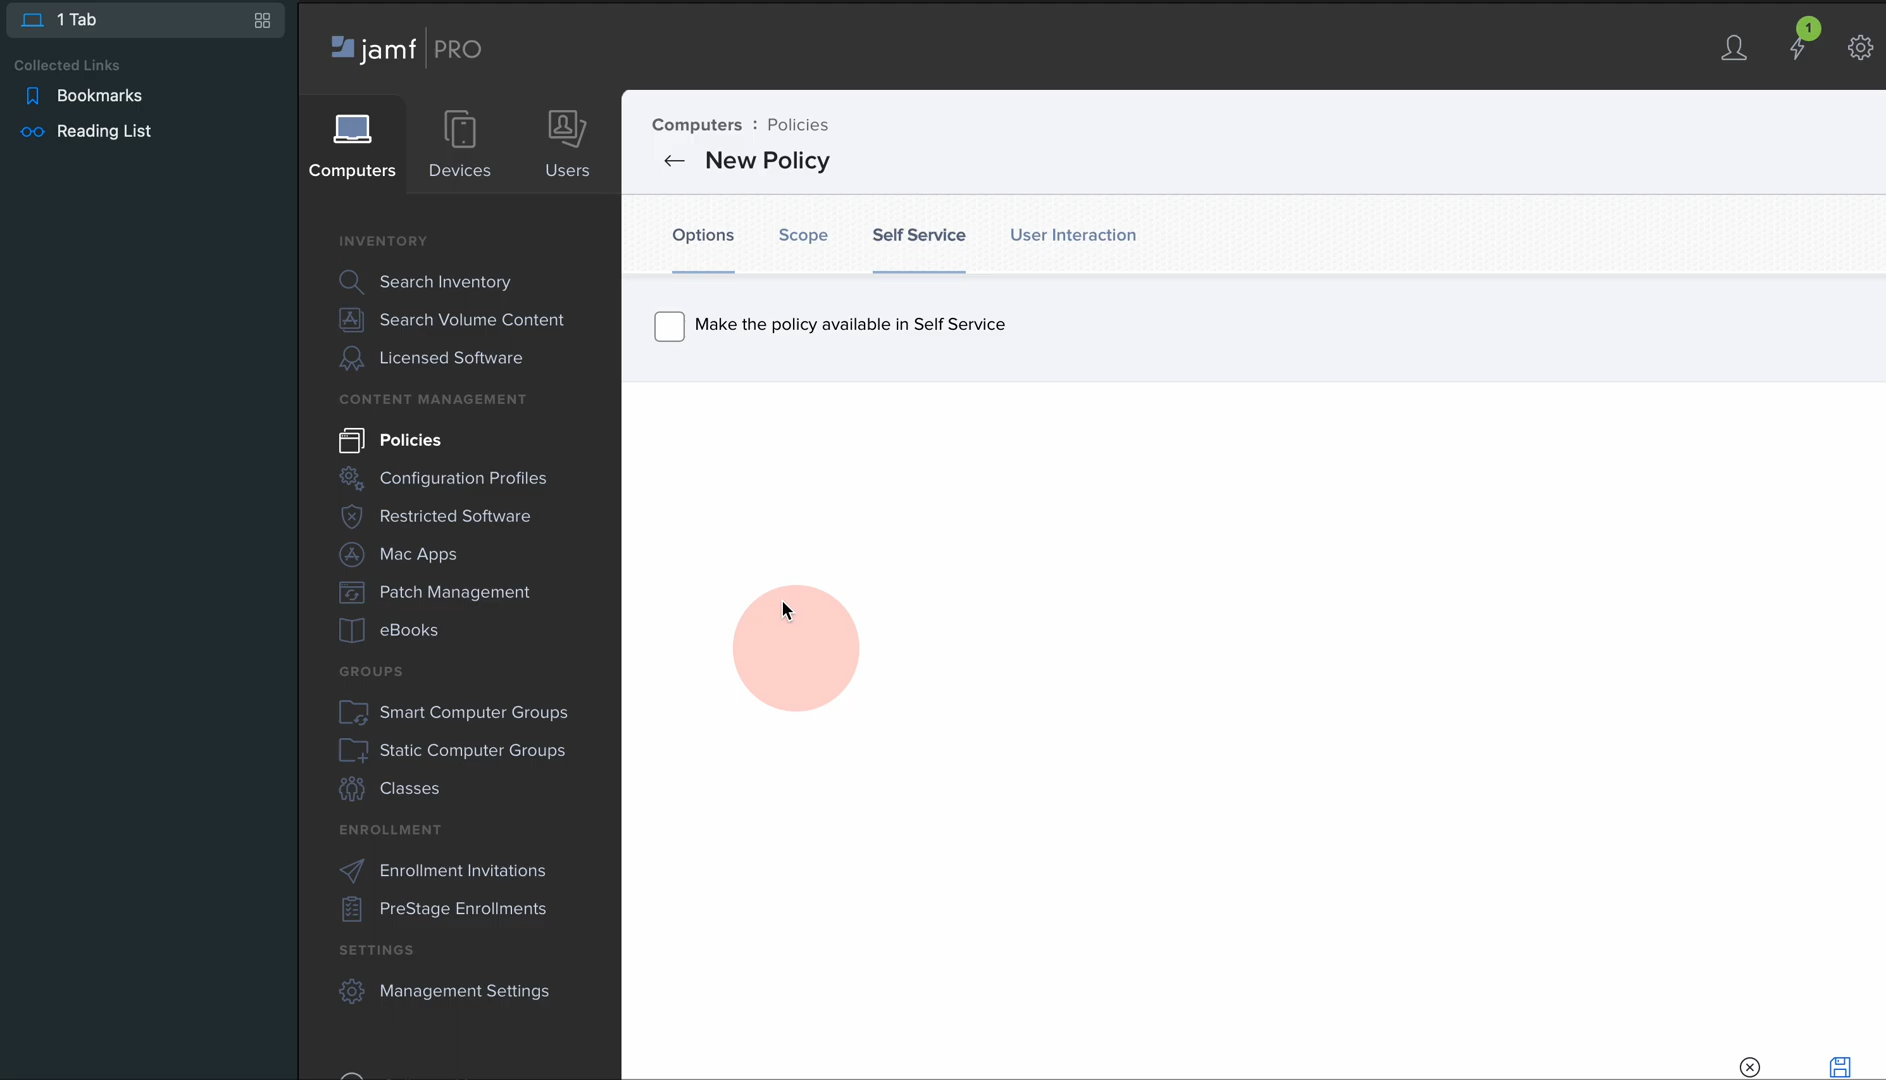 1 Tab
Collected Links
Bookmarks
Reading List
jamf PRO
1
Computers
Devices
Users
INVENTORY
Search Inventory
Search Volume Content
Licensed Software
CONTENT MANAGEMENT
Policies
Configuration Profiles
Restricted Software
Mac Apps
Patch Management
eBooks
GROUPS
Smart Computer Groups
Static Computer Groups
Classes
ENROLLMENT
Enrollment Invitations
PreStage Enrollments
SETTINGS
Management Settings
Computers : Policies
← New Policy
Options Scope Self Service User Interaction
Make the policy available in Self Service